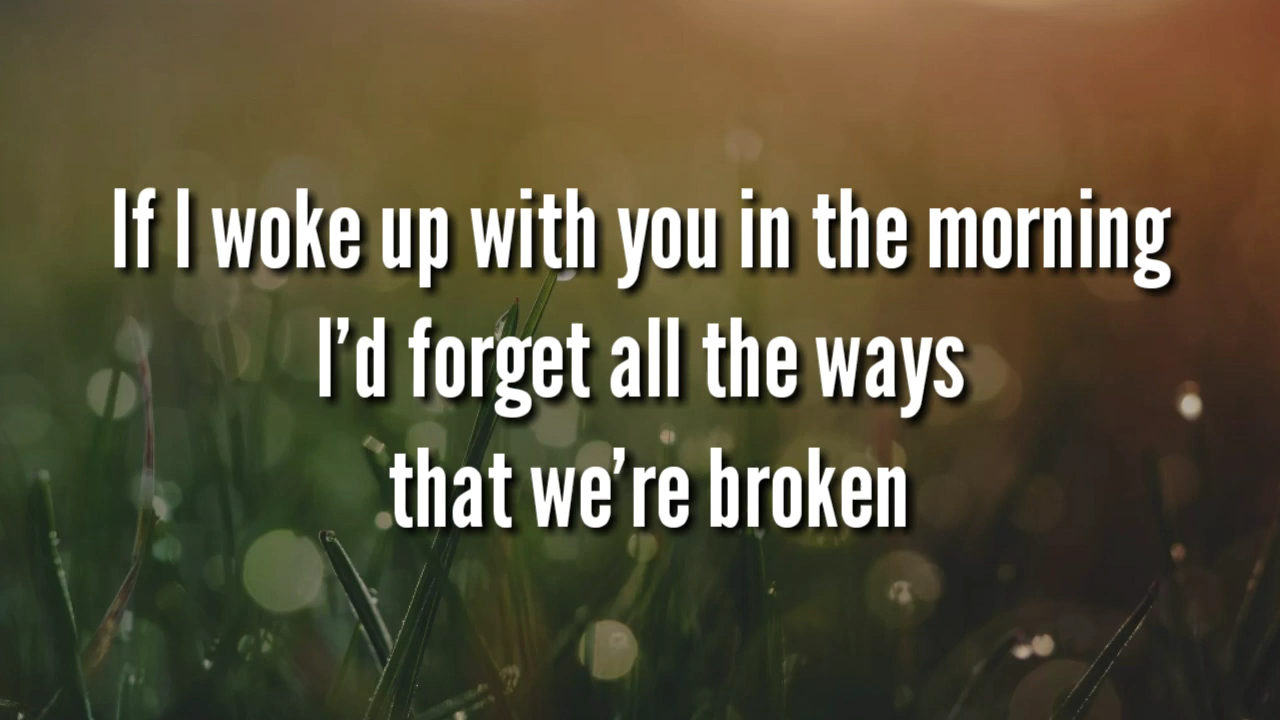 If I woke up with you in the morning
I’d forget all the ways
that we’re broken